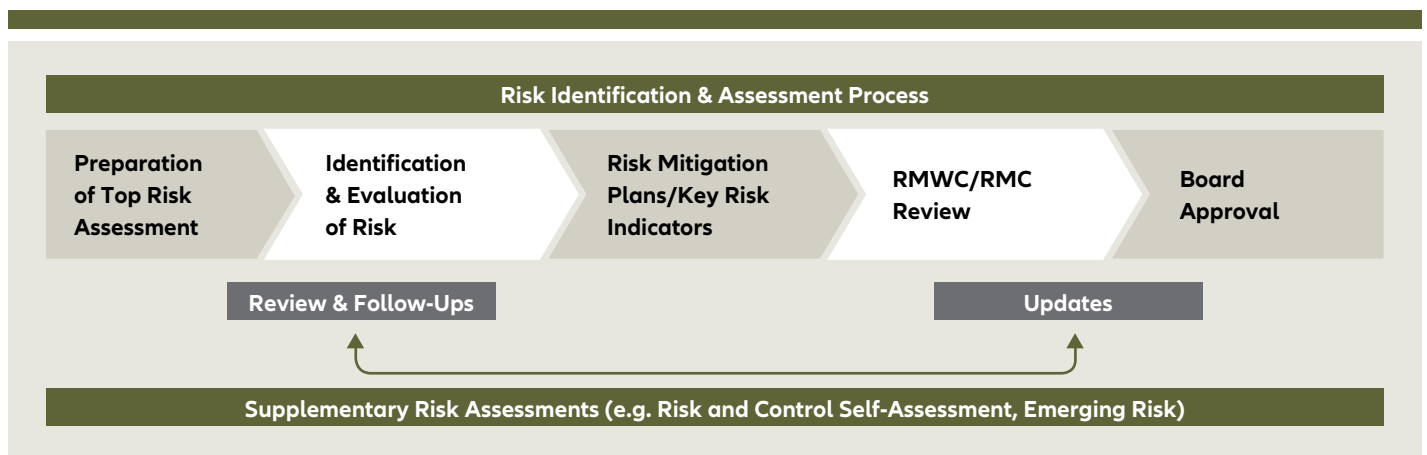 Risk Identification & Assessment Process
Preparation
of Top Risk
Assessment
Identification
& Evaluation
of Risk
Risk Mitigation
Plans/Key Risk
Indicators
RMWC/RMC
Review
Board
Approval
Review & Follow-Ups
Updates
Supplementary Risk Assessments (e.g. Risk and Control Self-Assessment, Emerging Risk)